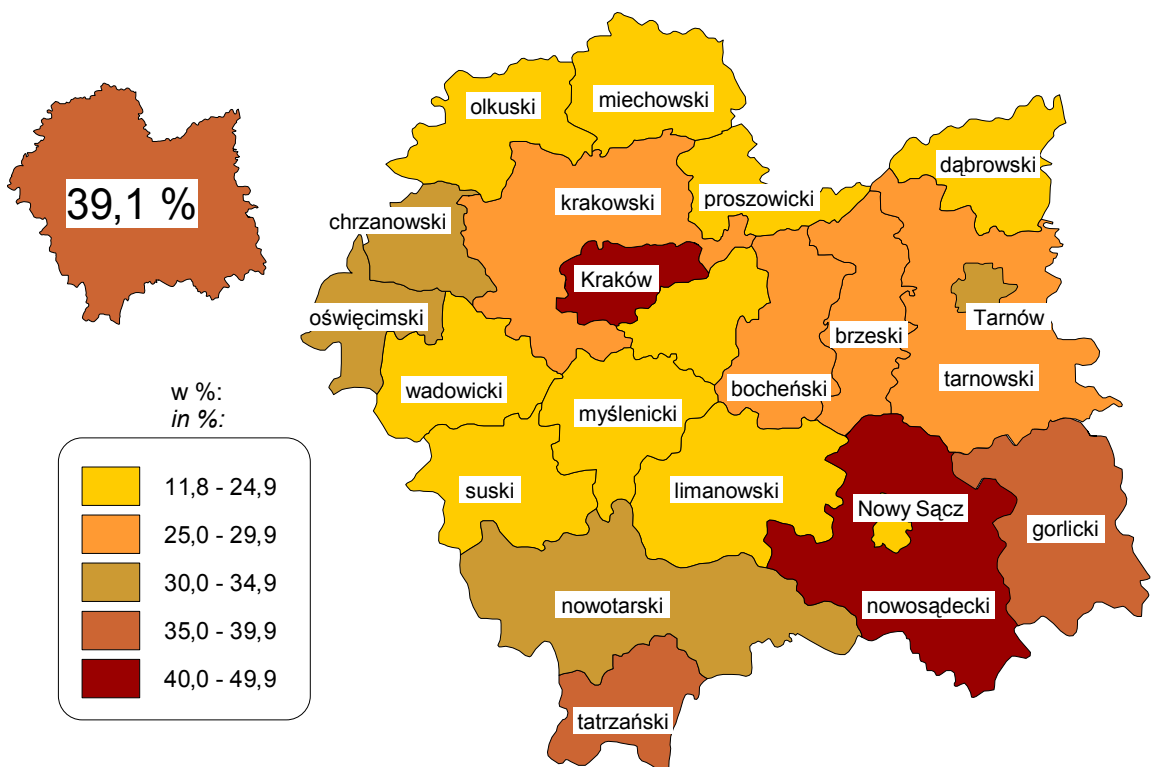 39,1 %
w %:
in %:
11,8 - 24,9
25,0 - 29,9
30,0 - 34,9
35,0 - 39,9
40,0 - 49,9
olkuski
miechowski
dąbrowski
krakowski
proszowicki
chrzanowski
Kraków
oświęcimski
Tarnów
brzeski
wadowicki
bocheński
tarnowski
myślenicki
suski
limanowski
Nowy Sącz
gorlicki
nowotarski
nowosądecki
tatrzański